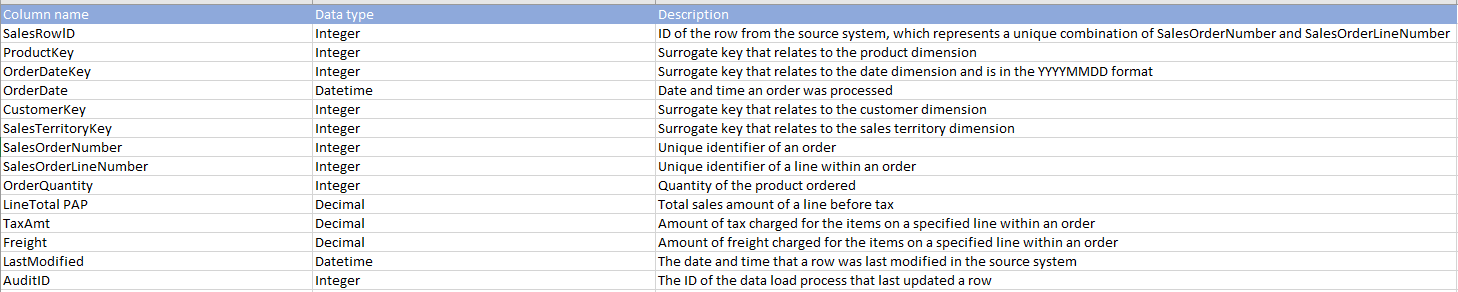 Column name Data type Description
SalesRowID Integer ID of the row from the source system, which represents a unique combination of SalesOrderNumber and SalesOrderLineNumber
ProductKey Integer Surrogate key that relates to the product dimension
OrderDateKey Integer Surrogate key that relates to the date dimension and is in the YYYYMMDD format
OrderDate Datetime Date and time an order was processed
CustomerKey Integer Surrogate key that relates to the customer dimension
SalesTerritoryKey Integer Surrogate key that relates to the sales territory dimension
SalesOrderNumber Integer Unique identifier of an order
SalesOrderLineNumber Integer Unique identifier of a line within an order
OrderQuantity Integer Quantity of the product ordered
LineTotal PAP Decimal Total sales amount of a line before tax
TaxAmt Decimal Amount of tax charged for the items on a specified line within an order
Freight Decimal Amount of freight charged for the items on a specified line within an order
LastModified Datetime The date and time that a row was last modified in the source system
AuditID Integer The ID of the data load process that last updated a row